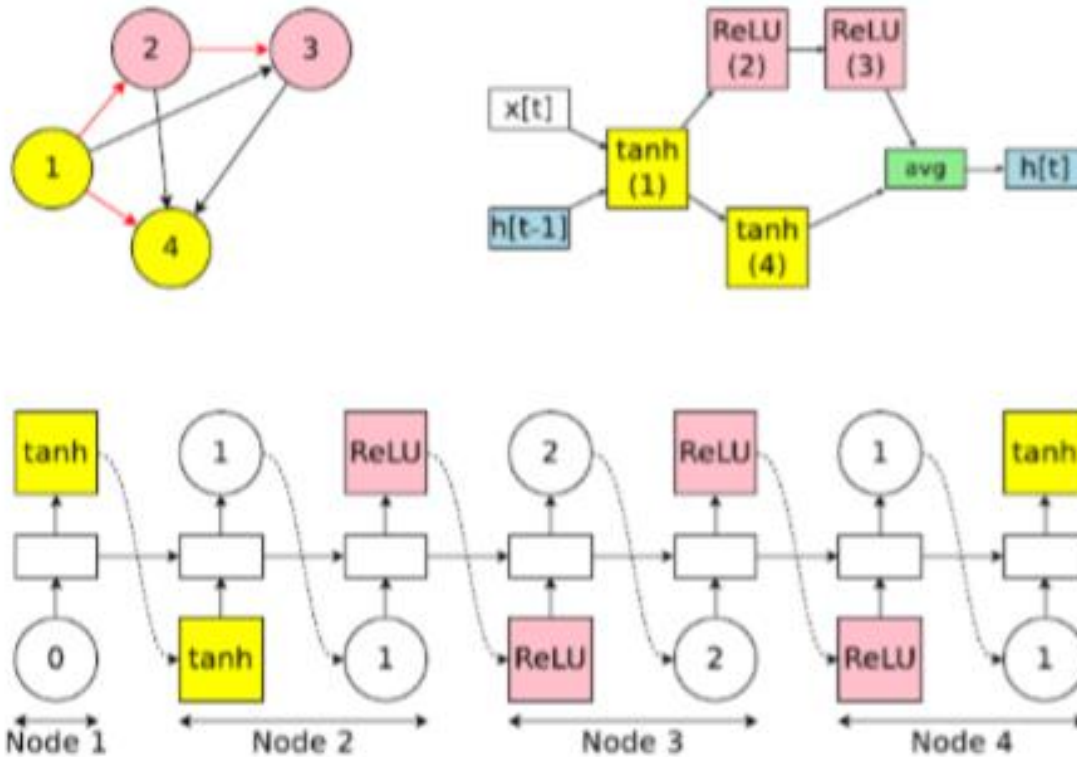 2
3
1
4
ReLU
(2)
ReLU
(3)
x[t]
tanh
(1)
avg
h[t]
h[t-1]
tanh
(4)
tanh
1
ReLU
2
ReLU
1
tanh
0
tanh
1
ReLU
2
ReLU
1
Node 1
Node 2
Node 3
Node 4